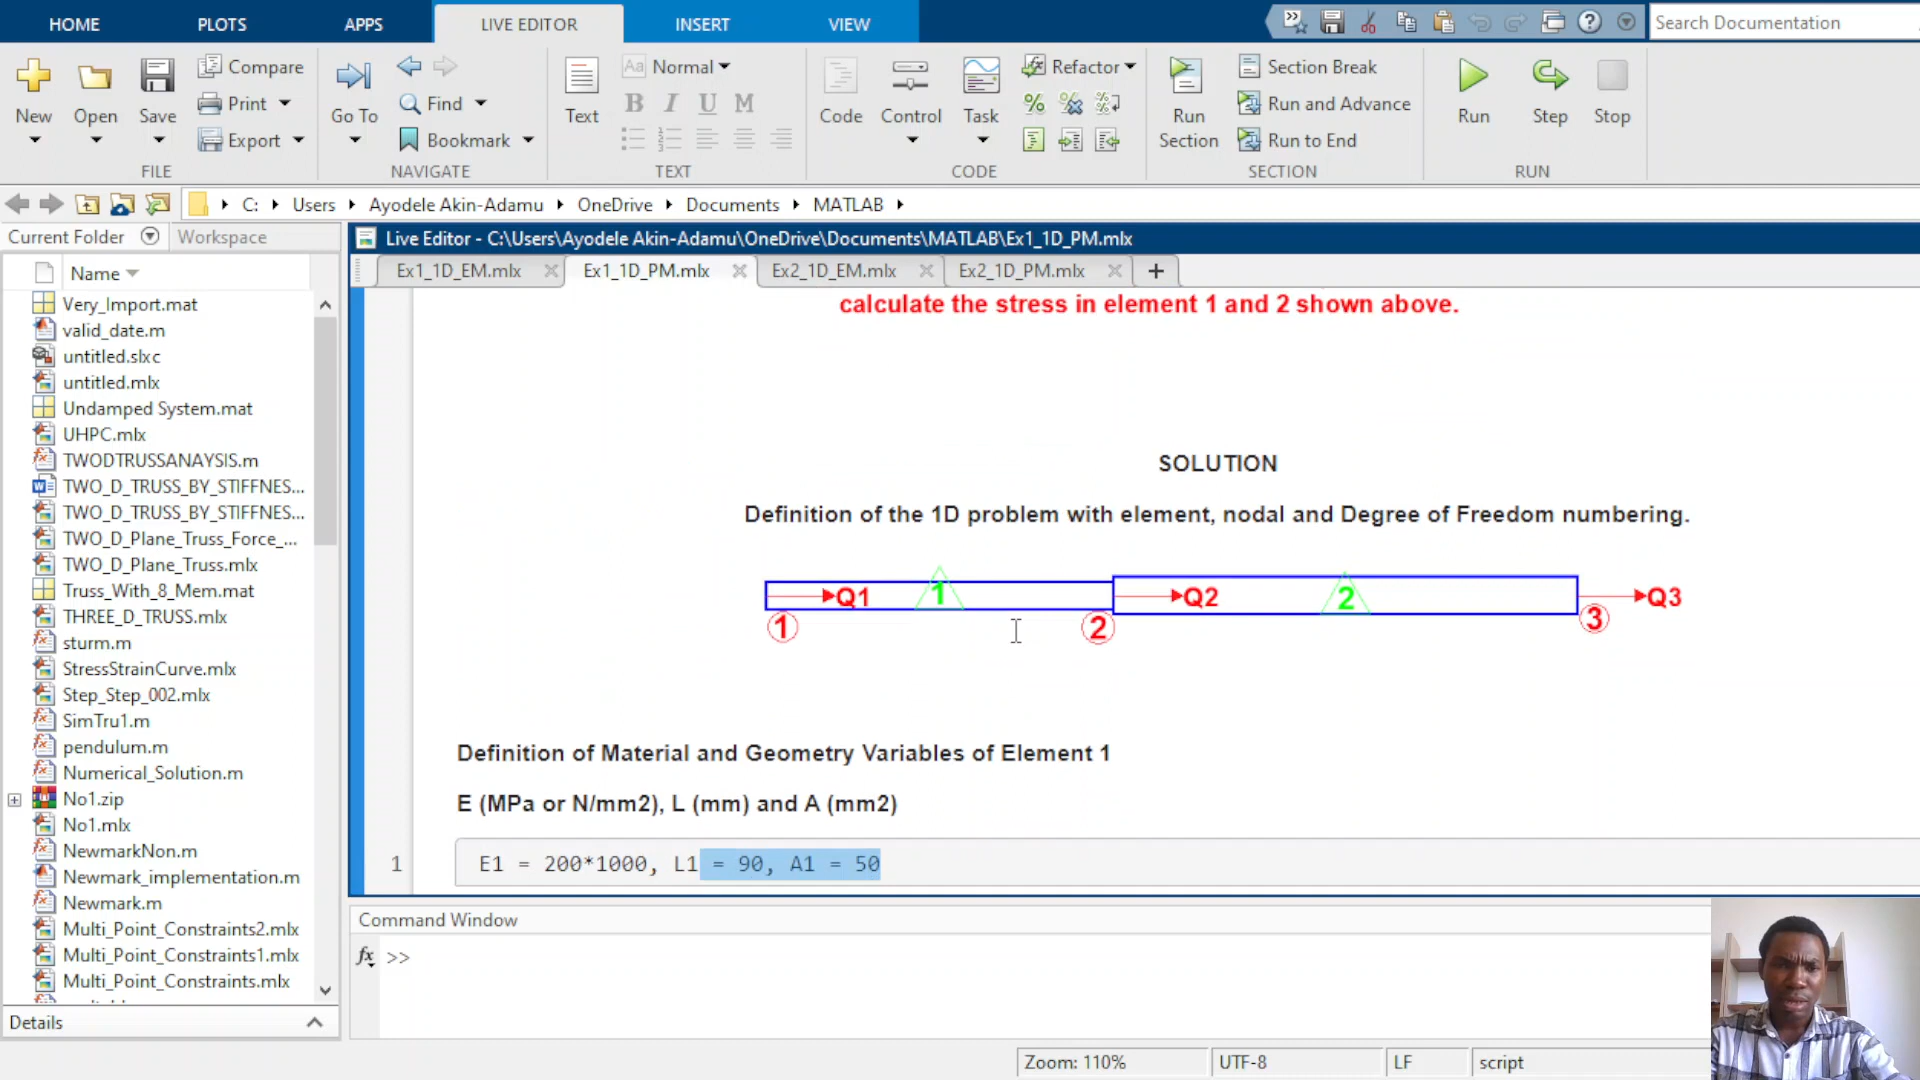 HOME PLOTS APPS LIVE EDITOR INSERT VIEW Search Documentation
New Open Save Compare Print Export FILE
Go To Find Bookmark NAVIGATE
Text Aa Normal B I U M TEXT
Code Control Task Refactor CODE
Run Section Section Break Run and Advance Run to End SECTION
Run Step Stop RUN
C: Users Ayodele Akin-Adamu OneDrive Documents MATLAB
Current Folder Workspace
Name
Very_Import.mat
valid_date.m
untitled.slxc
untitled.mlx
Undamped System.mat
UHPC.mlx
TWODTRUSSANAYSIS.m
TWO_D_TRUSS_BY_STIFFNES...
TWO_D_TRUSS_BY_STIFFNES...
TWO_D_Plane_Truss_Force_...
TWO_D_Plane_Truss.mlx
Truss_With_8_Mem.mat
THREE_D_TRUSS.mlx
sturm.m
StressStrainCurve.mlx
Step_Step_002.mlx
SimTru1.m
pendulum.m
Numerical_Solution.m
No1.zip
No1.mlx
NewmarkNon.m
Newmark_implementation.m
Newmark.m
Multi_Point_Constraints2.mlx
Multi_Point_Constraints1.mlx
Multi_Point_Constraints.mlx
Details
Live Editor - C:\Users\Ayodele Akin-Adamu\OneDrive\Documents\MATLAB\Ex1_1D_PM.mlx
Ex1_1D_EM.mlx Ex1_1D_PM.mlx Ex2_1D_EM.mlx Ex2_1D_PM.mlx
calculate the stress in element 1 and 2 shown above.
SOLUTION
Definition of the 1D problem with element, nodal and Degree of Freedom numbering.
Q1 1 Q2 2 Q3
1 2 3
Definition of Material and Geometry Variables of Element 1
E (MPa or N/mm2), L (mm) and A (mm2)
1 E1 = 200*1000, L1 = 90, A1 = 50
Command Window
fx >>
Zoom: 110% UTF-8 LF script